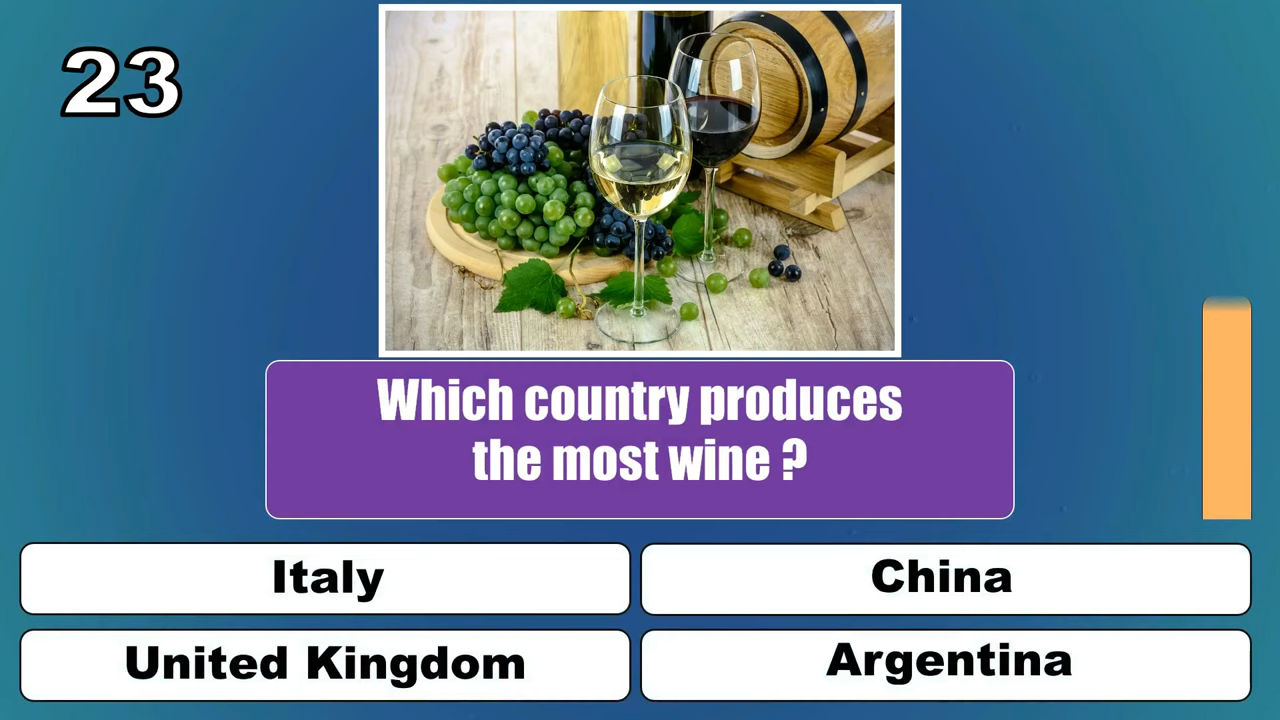 23
Which country produces
the most wine ?
Italy
China
United Kingdom
Argentina